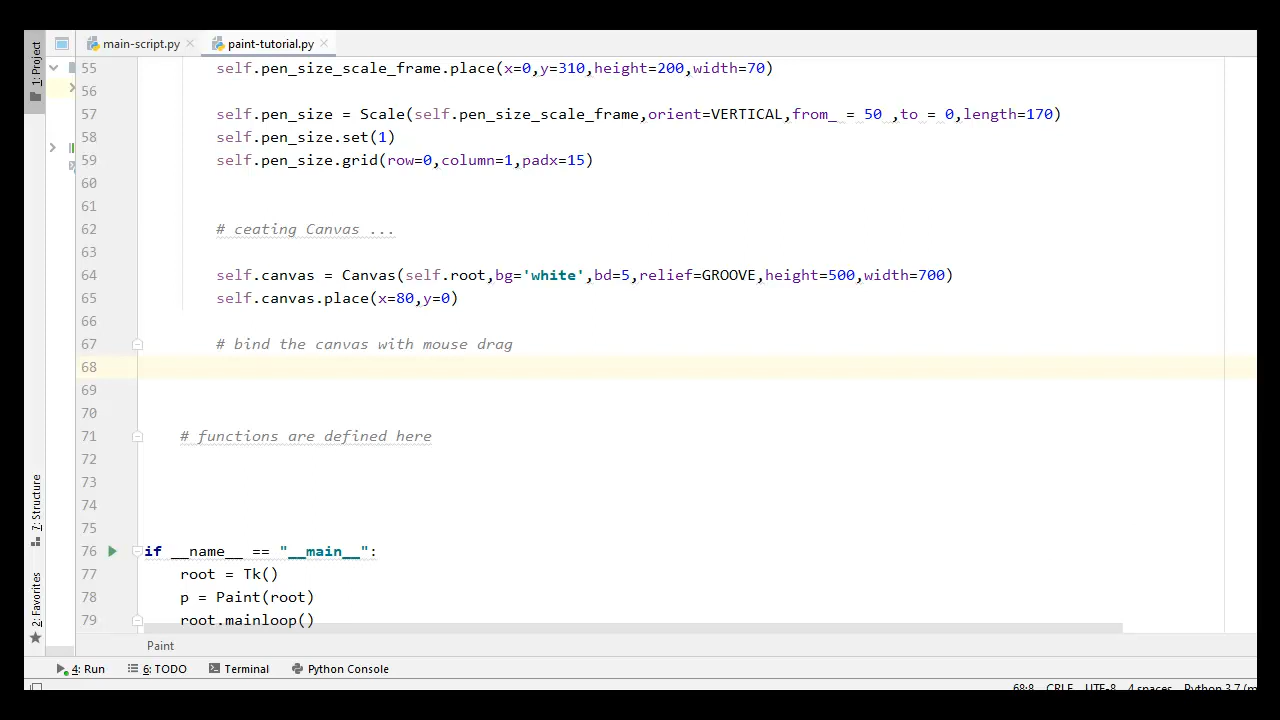 1: Project
main-script.py
paint-tutorial.py
55 self.pen_size_scale_frame.place(x=0,y=310,height=200,width=70)
56
57 self.pen_size = Scale(self.pen_size_scale_frame,orient=VERTICAL,from_ = 50 ,to = 0,length=170)
58 self.pen_size.set(1)
59 self.pen_size.grid(row=0,column=1,padx=15)
60
61
62 # ceating Canvas ...
63
64 self.canvas = Canvas(self.root,bg='white',bd=5,relief=GROOVE,height=500,width=700)
65 self.canvas.place(x=80,y=0)
66
67 # bind the canvas with mouse drag
68
69
70
71 # functions are defined here
72
73
74
75
76 if __name__ == "__main__":
77 root = Tk()
78 p = Paint(root)
79 root.mainloop()
7: Structure
2: Favorites
Paint
4: Run
6: TODO
Terminal
Python Console
68:8 CRLF UTF-8 4 spaces Python 3.7 (m